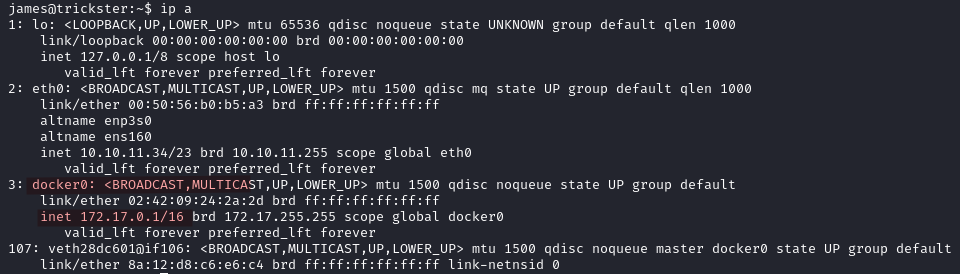 james@trickster:~$ ip a
1: lo: <LOOPBACK,UP,LOWER_UP> mtu 65536 qdisc noqueue state UNKNOWN group default qlen 1000
    link/loopback 00:00:00:00:00:00 brd 00:00:00:00:00:00
    inet 127.0.0.1/8 scope host lo
       valid_lft forever preferred_lft forever
2: eth0: <BROADCAST,MULTICAST,UP,LOWER_UP> mtu 1500 qdisc mq state UP group default qlen 1000
    link/ether 00:50:56:b0:b5:a3 brd ff:ff:ff:ff:ff:ff
    altname enp3s0
    altname ens160
    inet 10.10.11.34/23 brd 10.10.11.255 scope global eth0
       valid_lft forever preferred_lft forever
3: docker0: <BROADCAST,MULTICAST,UP,LOWER_UP> mtu 1500 qdisc noqueue state UP group default
    link/ether 02:42:09:24:2a:2d brd ff:ff:ff:ff:ff:ff
    inet 172.17.0.1/16 brd 172.17.255.255 scope global docker0
       valid_lft forever preferred_lft forever
107: veth28dc601@if106: <BROADCAST,MULTICAST,UP,LOWER_UP> mtu 1500 qdisc noqueue master docker0 state UP group default
    link/ether 8a:12:d8:c6:e6:c4 brd ff:ff:ff:ff:ff:ff link-netnsid 0